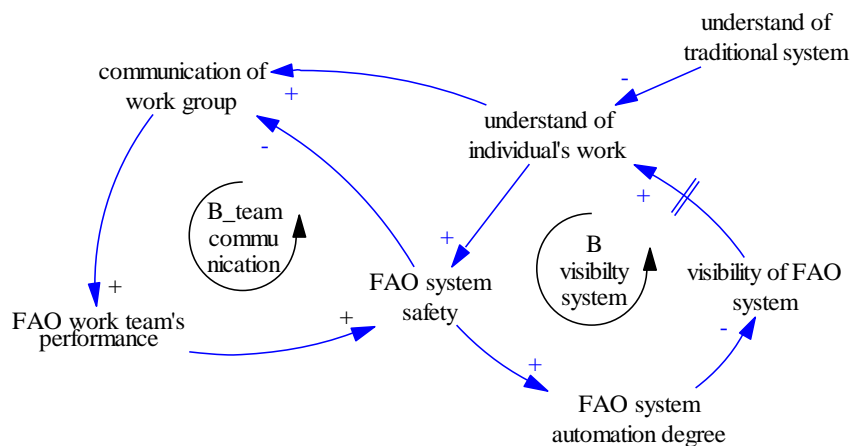 understand of
traditional system
-
communication of
work group
+
-
understand of
individual's work
+
B_team
commu
nication
+
B
visibilty
system
FAO system
safety
visibility of FAO
system
+
FAO work team's
performance
+
-
+
FAO system
automation degree